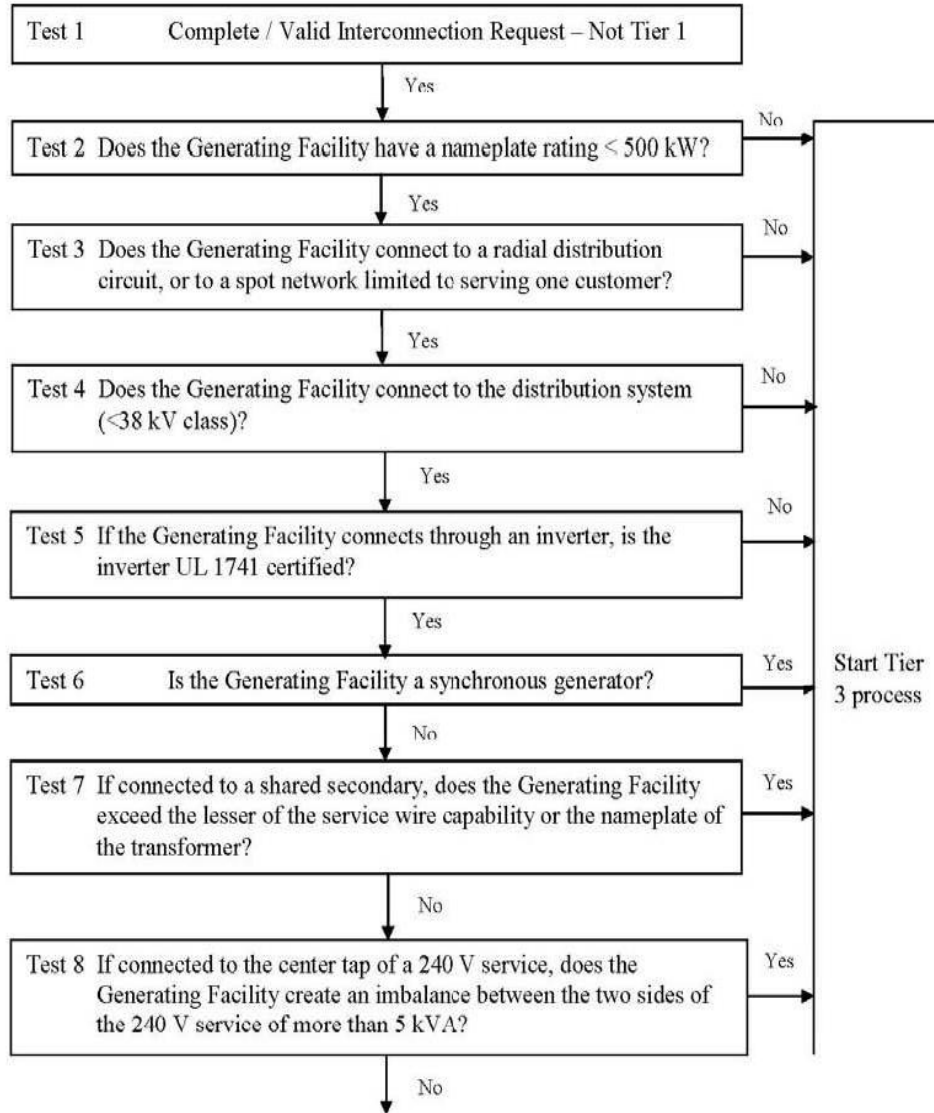 Test 1 Complete / Valid Interconnection Request – Not Tier 1
Yes
No
Test 2 Does the Generating Facility have a nameplate rating < 500 kW?
Yes
No
Test 3 Does the Generating Facility connect to a radial distribution
circuit, or to a spot network limited to serving one customer?
Yes
No
Test 4 Does the Generating Facility connect to the distribution system
(<38 kV class)?
Yes
No
Test 5 If the Generating Facility connects through an inverter, is the
inverter UL 1741 certified?
Yes
Yes
Test 6 Is the Generating Facility a synchronous generator?
Start Tier
3 process
No
Test 7 If connected to a shared secondary, does the Generating Facility
exceed the lesser of the service wire capability or the nameplate of
the transformer?
Yes
No
Test 8 If connected to the center tap of a 240 V service, does the
Generating Facility create an imbalance between the two sides of
the 240 V service of more than 5 kVA?
Yes
No